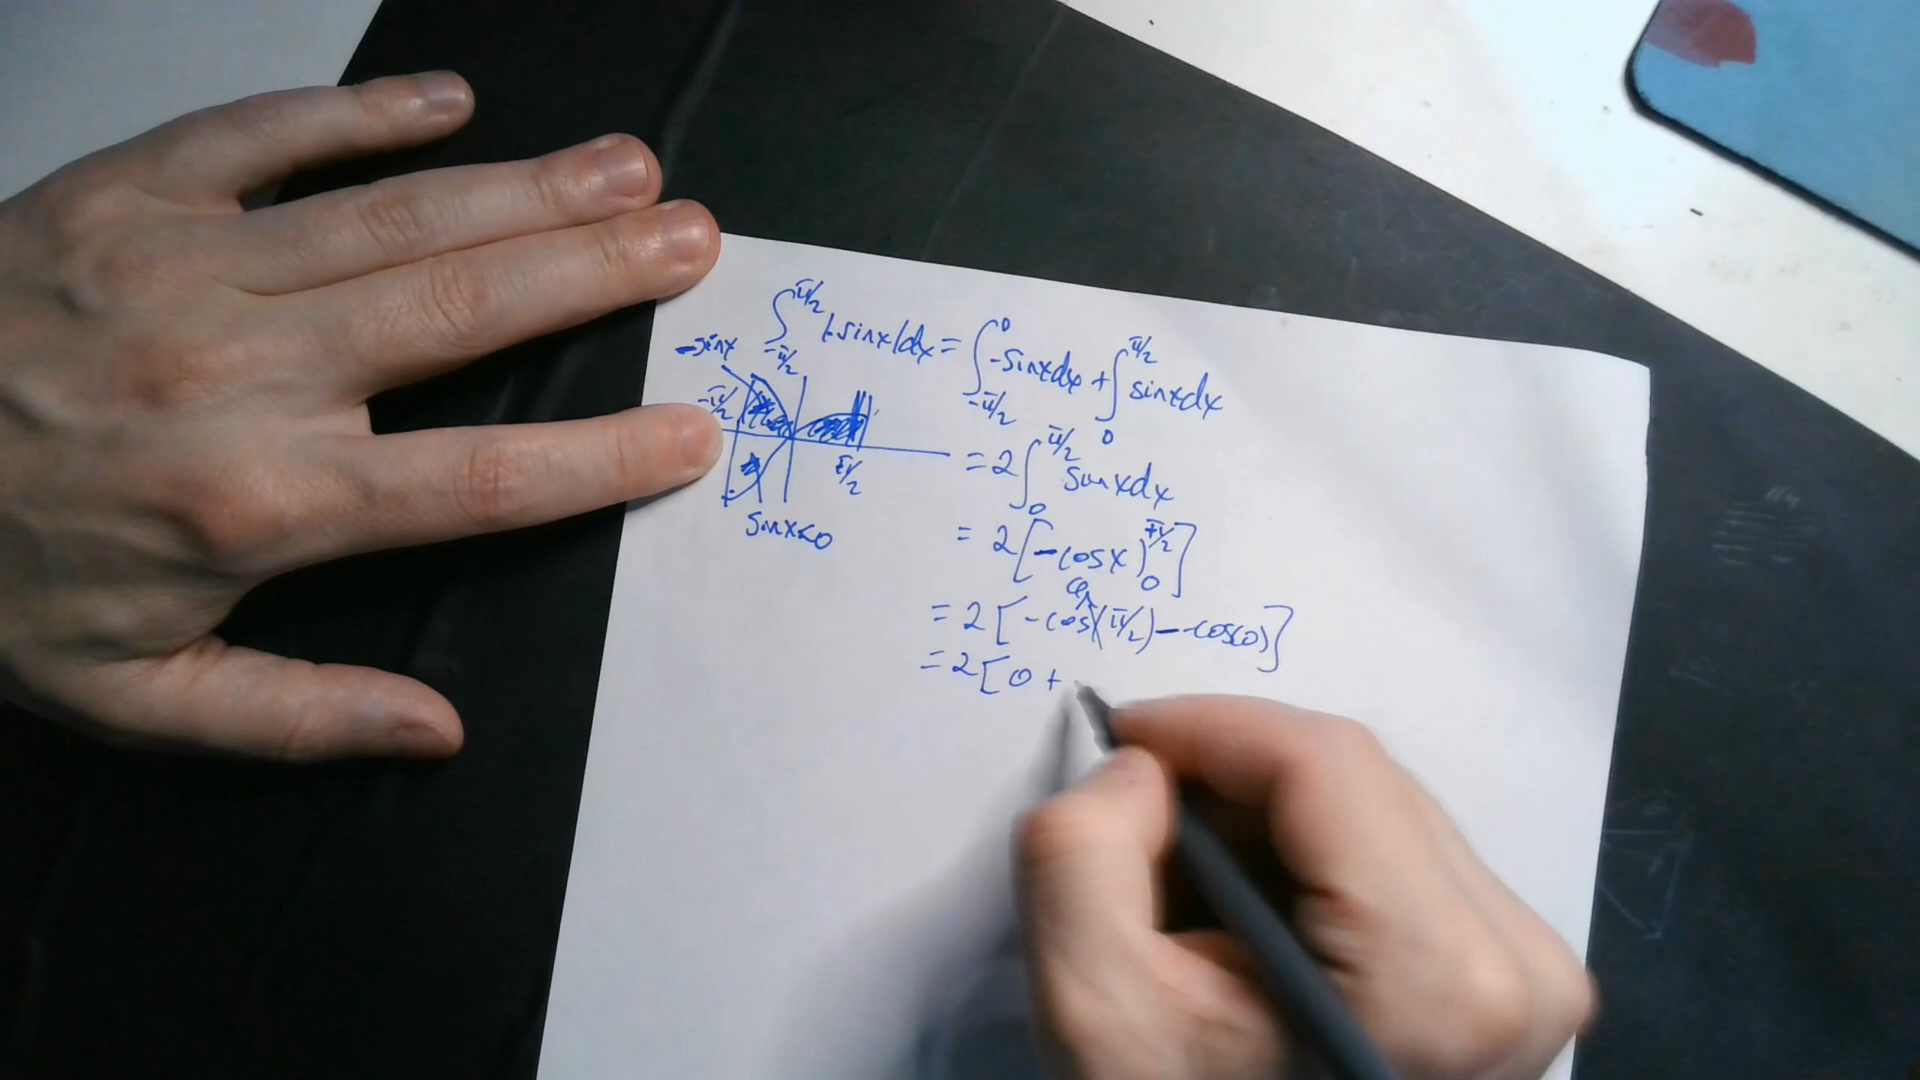 ∫_{-π/2}^{π/2} |sinx|dx = ∫_{-π/2}^{0} -sinxdx + ∫_{0}^{π/2} sinxdx
-sinx
-π/2
π/2
sinx<0
= 2∫_{0}^{π/2} sinxdx
= 2[-cosx)_{0}^{π/2}]
= 2[-cos(π/2) - -cos(0)]
= 2[0 +